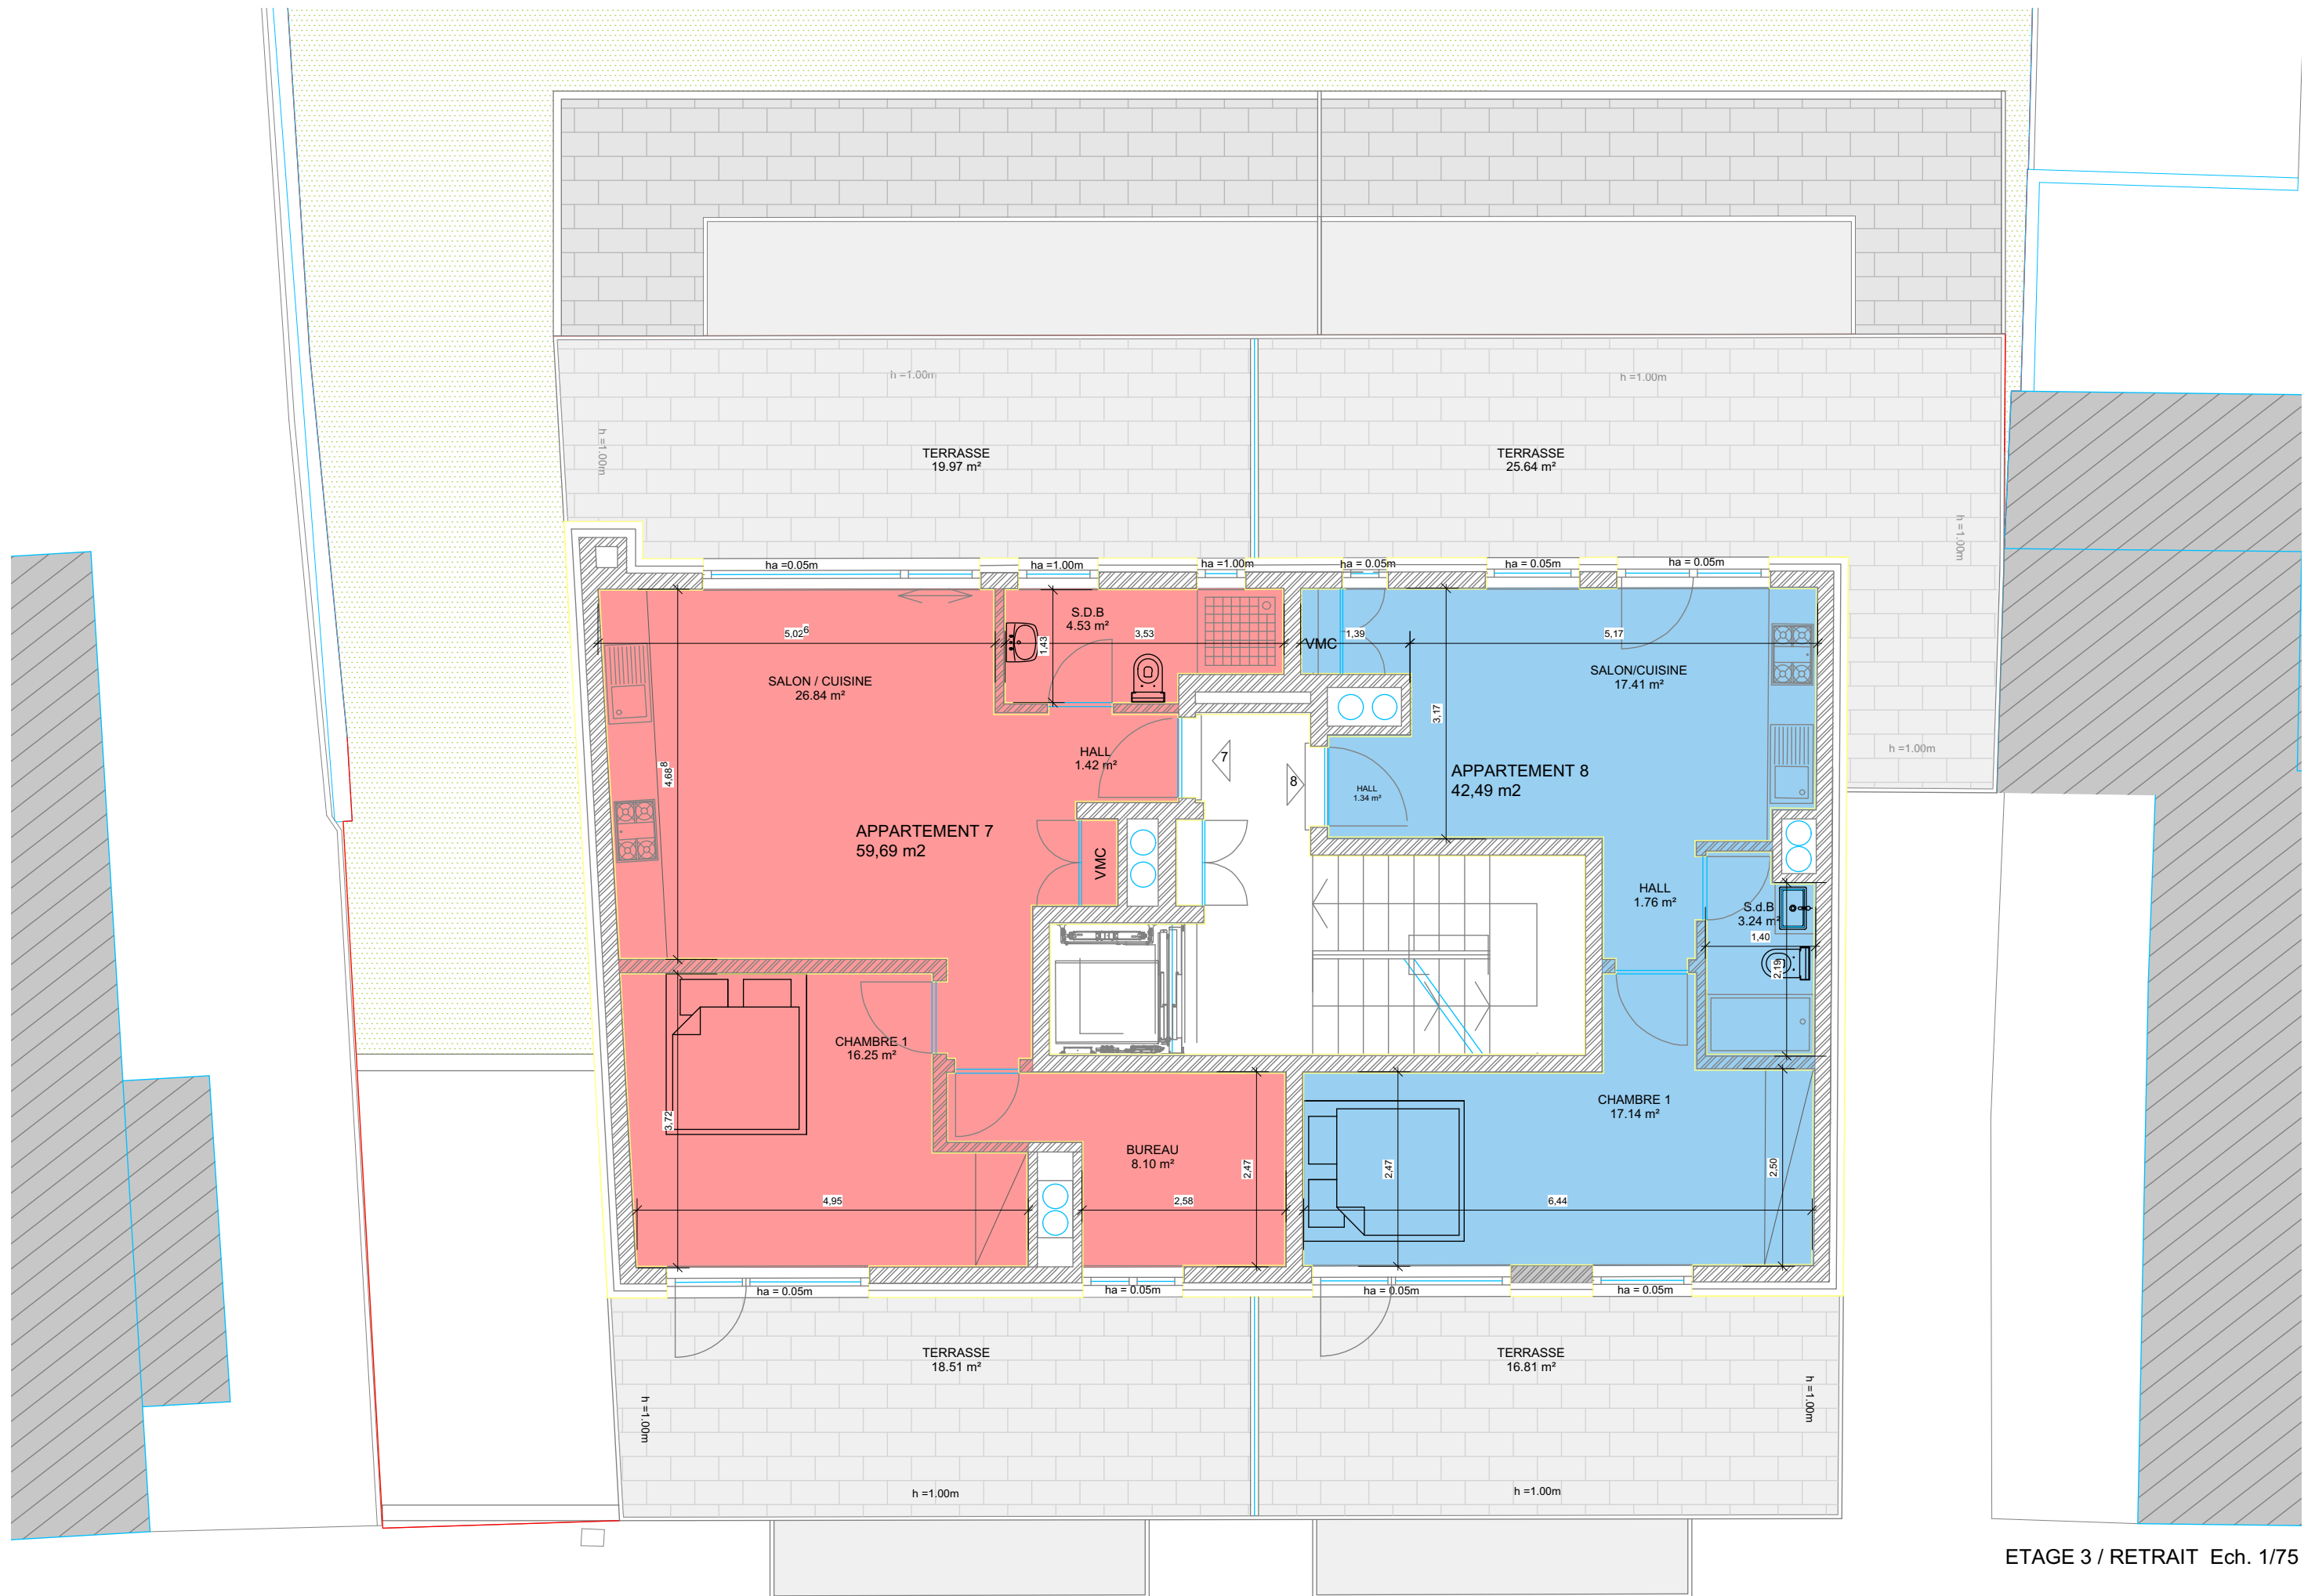 h =1.00m
h =1.00m
h =1.00m
TERRASSE
19.97 m²
TERRASSE
25.64 m²
h =1.00m
h =1.00m
ha =0.05m
ha =1.00m
ha =1.00m
ha = 0.05m
ha = 0.05m
ha = 0.05m
5,02⁶
S.D.B
4.53 m²
1,43
3,53
VMC
1,39
5,17
SALON / CUISINE
26.84 m²
SALON/CUISINE
17.41 m²
3,17
HALL
1.42 m²
7
8
4,68⁸
HALL
1.34 m²
APPARTEMENT 8
42,49 m2
APPARTEMENT 7
59,69 m2
VMC
HALL
1.76 m²
S.d.B
3.24 m²
1,40
2,19
CHAMBRE 1
16.25 m²
3,72
CHAMBRE 1
17.14 m²
BUREAU
8.10 m²
2,47
2,47
2,50
4,95
2,58
6,44
ha = 0.05m
ha = 0.05m
ha = 0.05m
ha = 0.05m
TERRASSE
18.51 m²
TERRASSE
16.81 m²
h =1.00m
h =1.00m
h =1.00m
h =1.00m
ETAGE 3 / RETRAIT Ech. 1/75